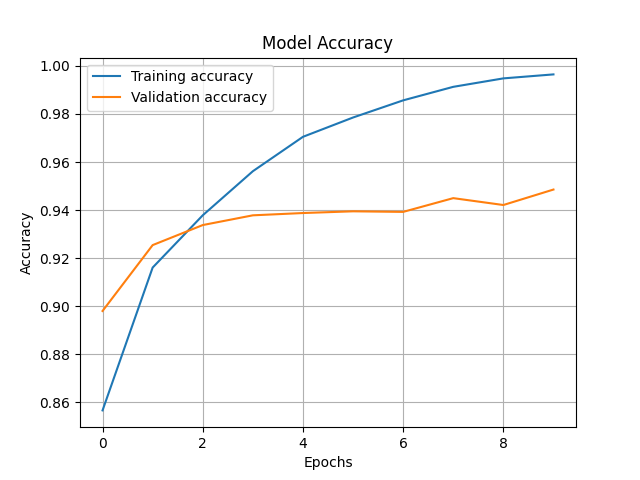 Model Accuracy
Training accuracy
Validation accuracy
1.00
0.98
0.96
0.94
0.92
0.90
0.88
0.86
Accuracy
0 2 4 6 8
Epochs